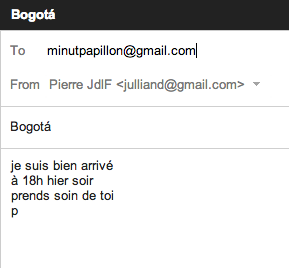 Bogotá
To minutpapillon@gmail.com
From Pierre JdlF <julliand@gmail.com>
Bogotá
je suis bien arrivé
à 18h hier soir
prends soin de toi
p